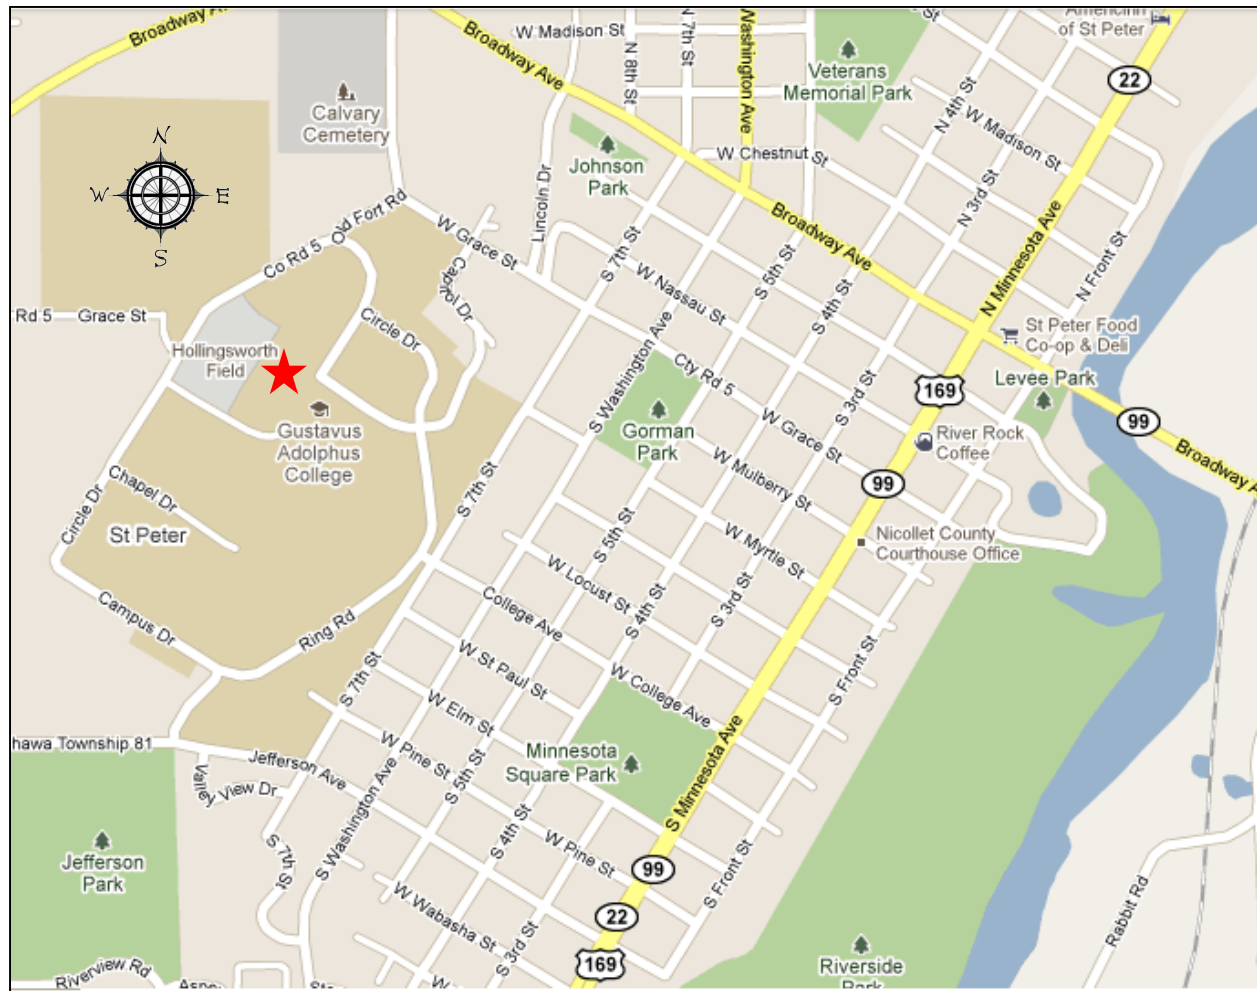 Broadway Av
W Madison St
Broadway Ave
N 8th St
N 7th St
Washington Ave
St
Americinn
of St Peter
22
Veterans
Memorial Park
N 4th St
W Madison St
Calvary
Cemetery
N
W
E
S
Johnson
Park
W Chestnut St
Lincoln Dr
N 3rd St
Old Fort Rd
Co Rd 5
W Grace St
Broadway Ave
N Minnesota Ave
N Front St
S 7th St
S 5th St
W Nassau St
S 4th St
Capitol Dr
Rd 5
Grace St
Circle Dr
Hollingsworth
Field
S Washington Ave
St Peter Food
Co-op & Deli
Levee Park
Cty Rd 5
169
S 3rd St
W Grace St
99
Broadway A
Gustavus
Adolphus
College
Gorman
Park
River Rock
Coffee
W Mulberry St
99
S 7th St
Chapel Dr
Circle Dr
St Peter
S 5th St
W Myrtle St
Nicollet County
Courthouse Office
W Locust St
S 4th St
S 3rd St
College Ave
Campus Dr
Ring Rd
W St Paul St
W College Ave
S Front St
S 7th St
W Elm St
hawa Township 81
Jefferson Ave
W Pine St
Minnesota
Square Park
S Minnesota Ave
Valley View Dr
S 5th St
S Washington Ave
S 4th St
Jefferson
Park
S 7th St
W Pine St
99
S Front St
W Wabasha St
22
S 3rd St
169
Rabbit Rd
Riverview Rd
Riverside
Park
W